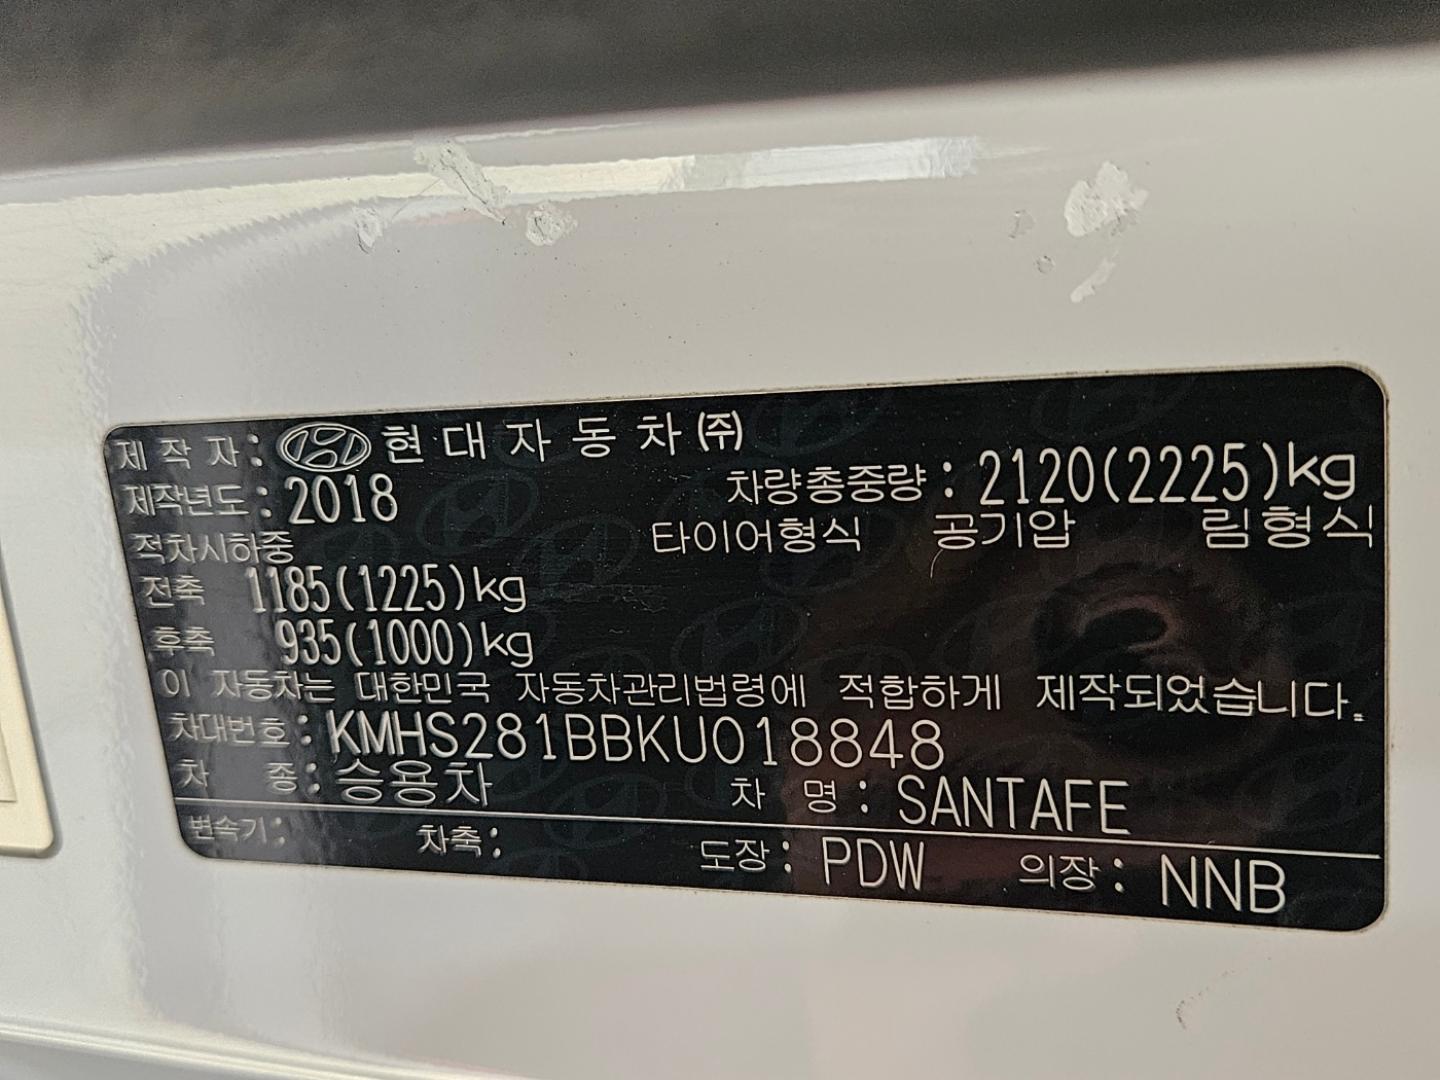 제 작 자 : 현 대 자 동 차 ㈜
제작년도 : 2018 차량총중량 : 2120(2225)kg
적차시하중 타이어형식 공기압 림형식
전축 1185(1225)kg
후축 935(1000)kg
이 자동차는 대한민국 자동차관리법령에 적합하게 제작되었습니다.
차대번호 : KMHS281BBKU018848
차 종 : 승용차 차 명 : SANTAFE
변속기 : 차축 : 도장 : PDW 의장 : NNB